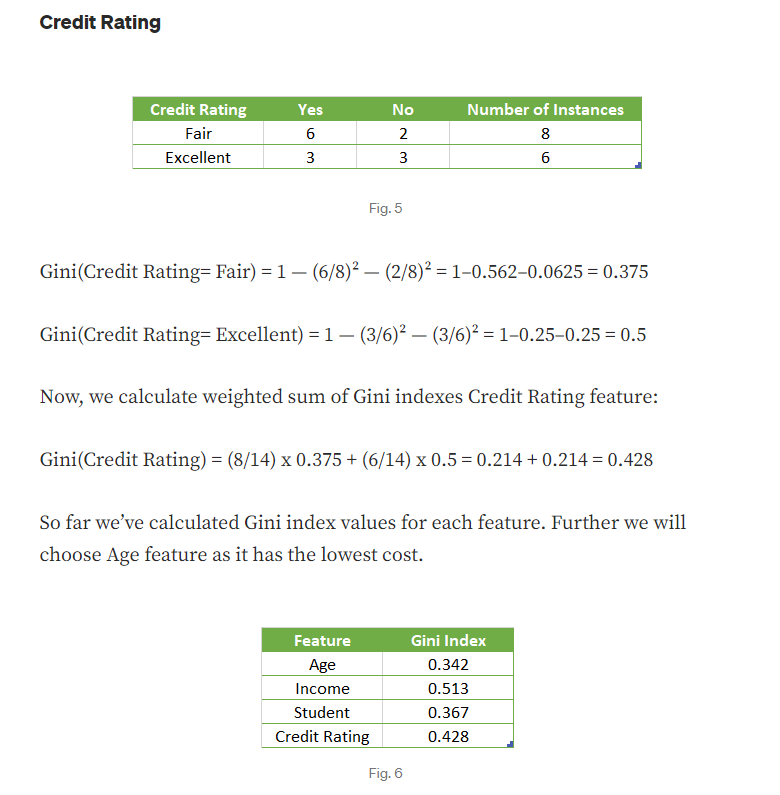 Credit Rating
Credit Rating Yes No Number of Instances
Fair 6 2 8
Excellent 3 3 6
Fig. 5
Gini(Credit Rating= Fair) = 1 — (6/8)² — (2/8)² = 1–0.562–0.0625 = 0.375
Gini(Credit Rating= Excellent) = 1 — (3/6)² — (3/6)² = 1–0.25–0.25 = 0.5
Now, we calculate weighted sum of Gini indexes Credit Rating feature:
Gini(Credit Rating) = (8/14) x 0.375 + (6/14) x 0.5 = 0.214 + 0.214 = 0.428
So far we’ve calculated Gini index values for each feature. Further we will
choose Age feature as it has the lowest cost.
Feature Gini Index
Age 0.342
Income 0.513
Student 0.367
Credit Rating 0.428
Fig. 6